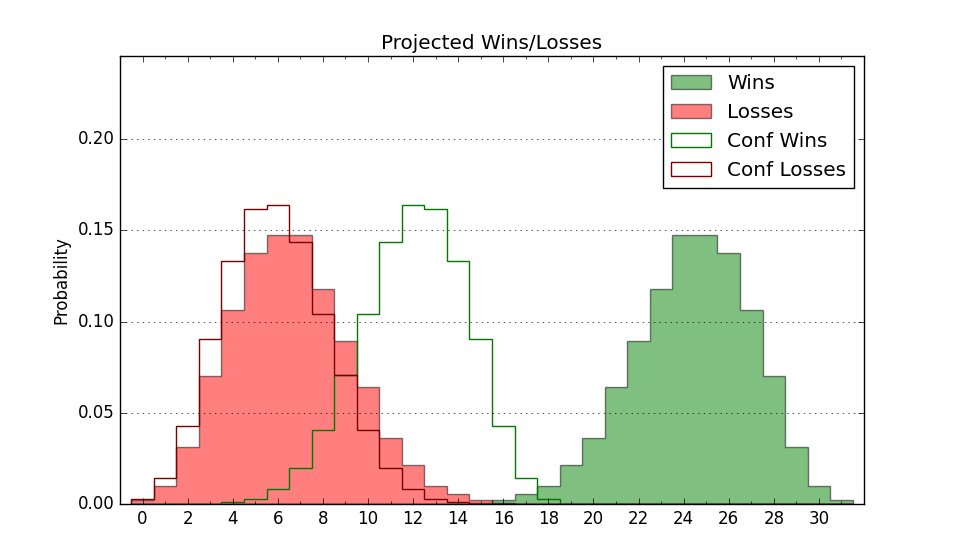 Projected Wins/Losses
Wins
Losses
Conf Wins
Conf Losses
Probability
0.20
0.15
0.10
0.05
0.00
0 2 4 6 8 10 12 14 16 18 20 22 24 26 28 30